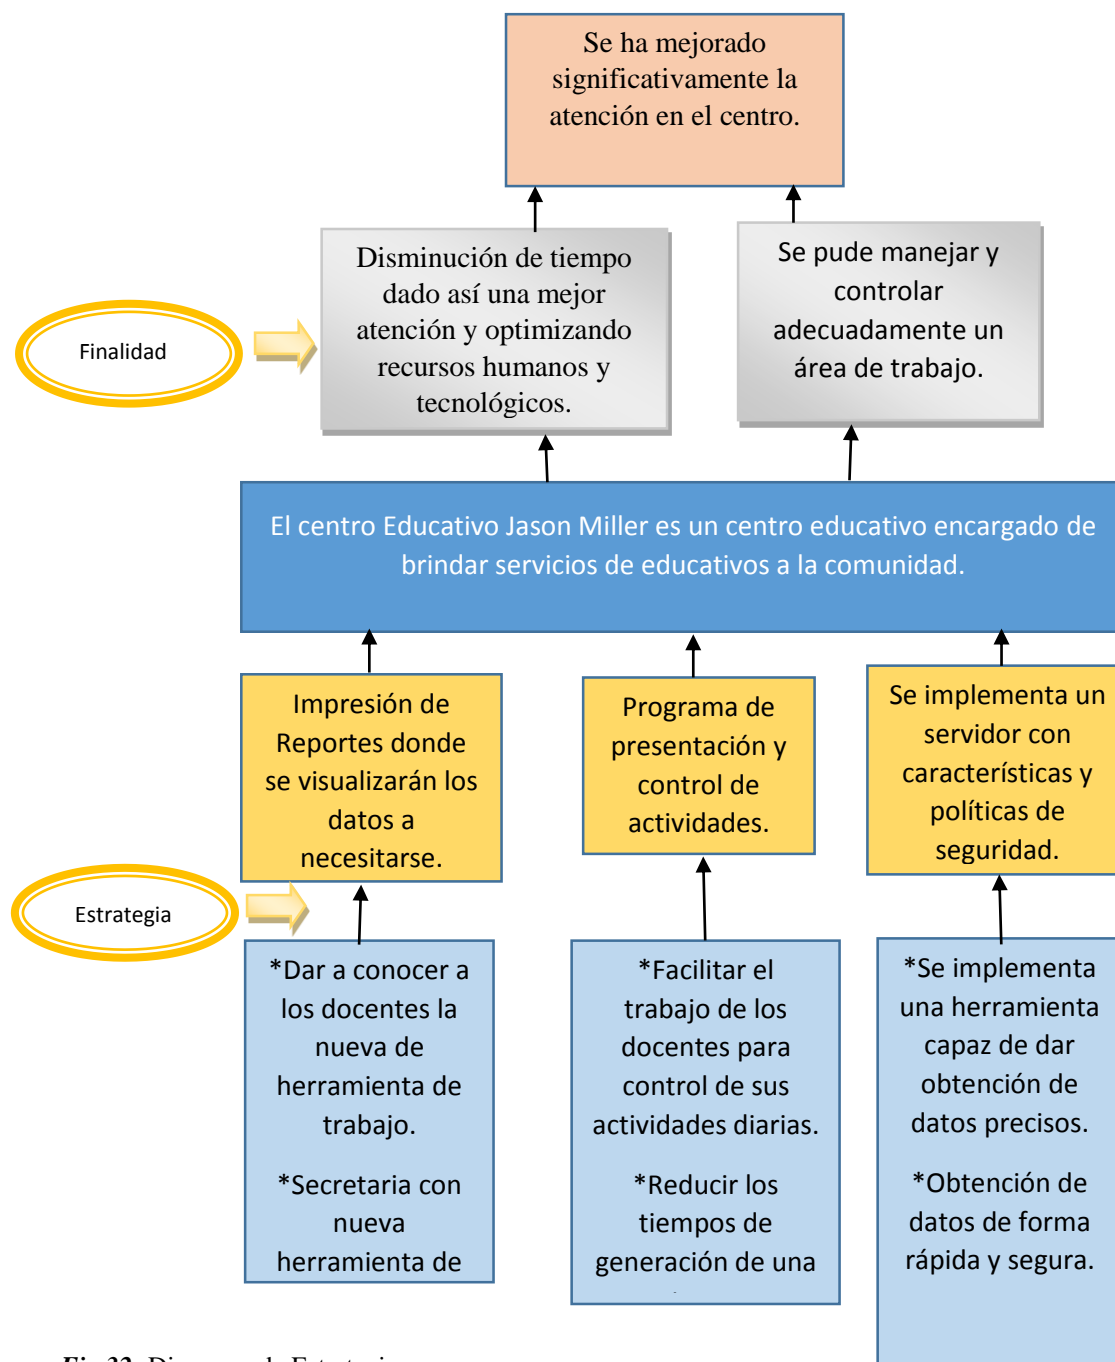 Se ha mejorado
significativamente la
atención en el centro.
Disminución de tiempo
dado así una mejor
atención y optimizando
recursos humanos y
tecnológicos.
Se pude manejar y
controlar
adecuadamente un
área de trabajo.
Finalidad
El centro Educativo Jason Miller es un centro educativo encargado de
brindar servicios de educativos a la comunidad.
Impresión de
Reportes donde
se visualizarán los
datos a
necesitarse.
Programa de
presentación y
control de
actividades.
Se implementa un
servidor con
características y
políticas de
seguridad.
Estrategia
*Dar a conocer a
los docentes la
nueva de
herramienta de
trabajo.
*Secretaria con
nueva
herramienta de
*Facilitar el
trabajo de los
docentes para
control de sus
actividades diarias.
*Reducir los
tiempos de
generación de una
*Se implementa
una herramienta
capaz de dar
obtención de
datos precisos.
*Obtención de
datos de forma
rápida y segura.